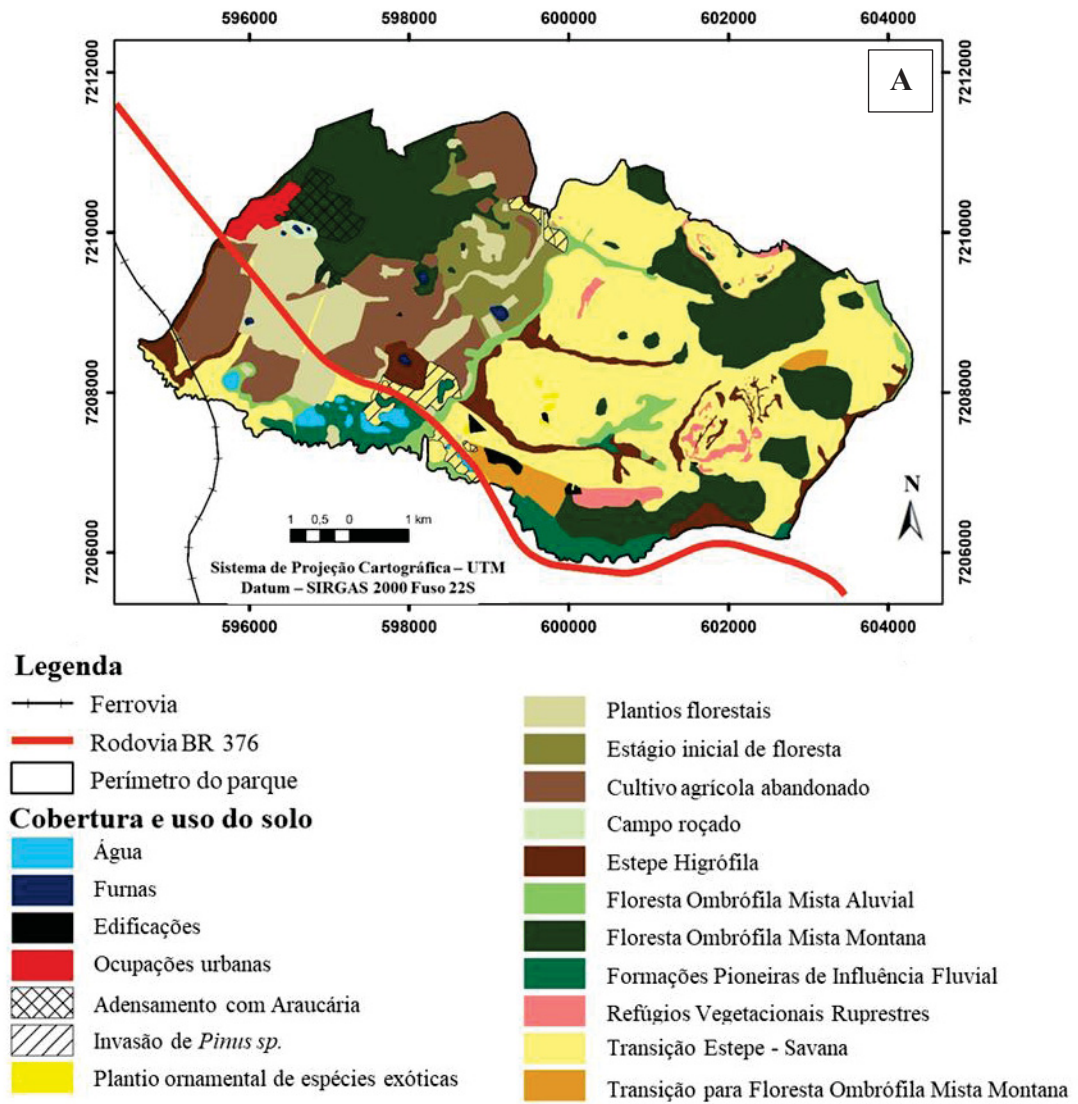 596000 598000 600000 602000 604000
A
7212000 7212000
7210000 7210000
7208000 7208000
7206000 7206000
N
1 0,5 0 1 km
Sistema de Projeção Cartográfica – UTM
Datum – SIRGAS 2000 Fuso 22S
596000 598000 600000 602000 604000
Legenda
Ferrovia
Rodovia BR 376
Perímetro do parque
Cobertura e uso do solo
Água
Furnas
Edificações
Ocupações urbanas
Adensamento com Araucária
Invasão de Pinus sp.
Plantio ornamental de espécies exóticas
Plantios florestais
Estágio inicial de floresta
Cultivo agrícola abandonado
Campo roçado
Estepe Higrófila
Floresta Ombrófila Mista Aluvial
Floresta Ombrófila Mista Montana
Formações Pioneiras de Influência Fluvial
Refúgios Vegetacionais Ruprestres
Transição Estepe - Savana
Transição para Floresta Ombrófila Mista Montana